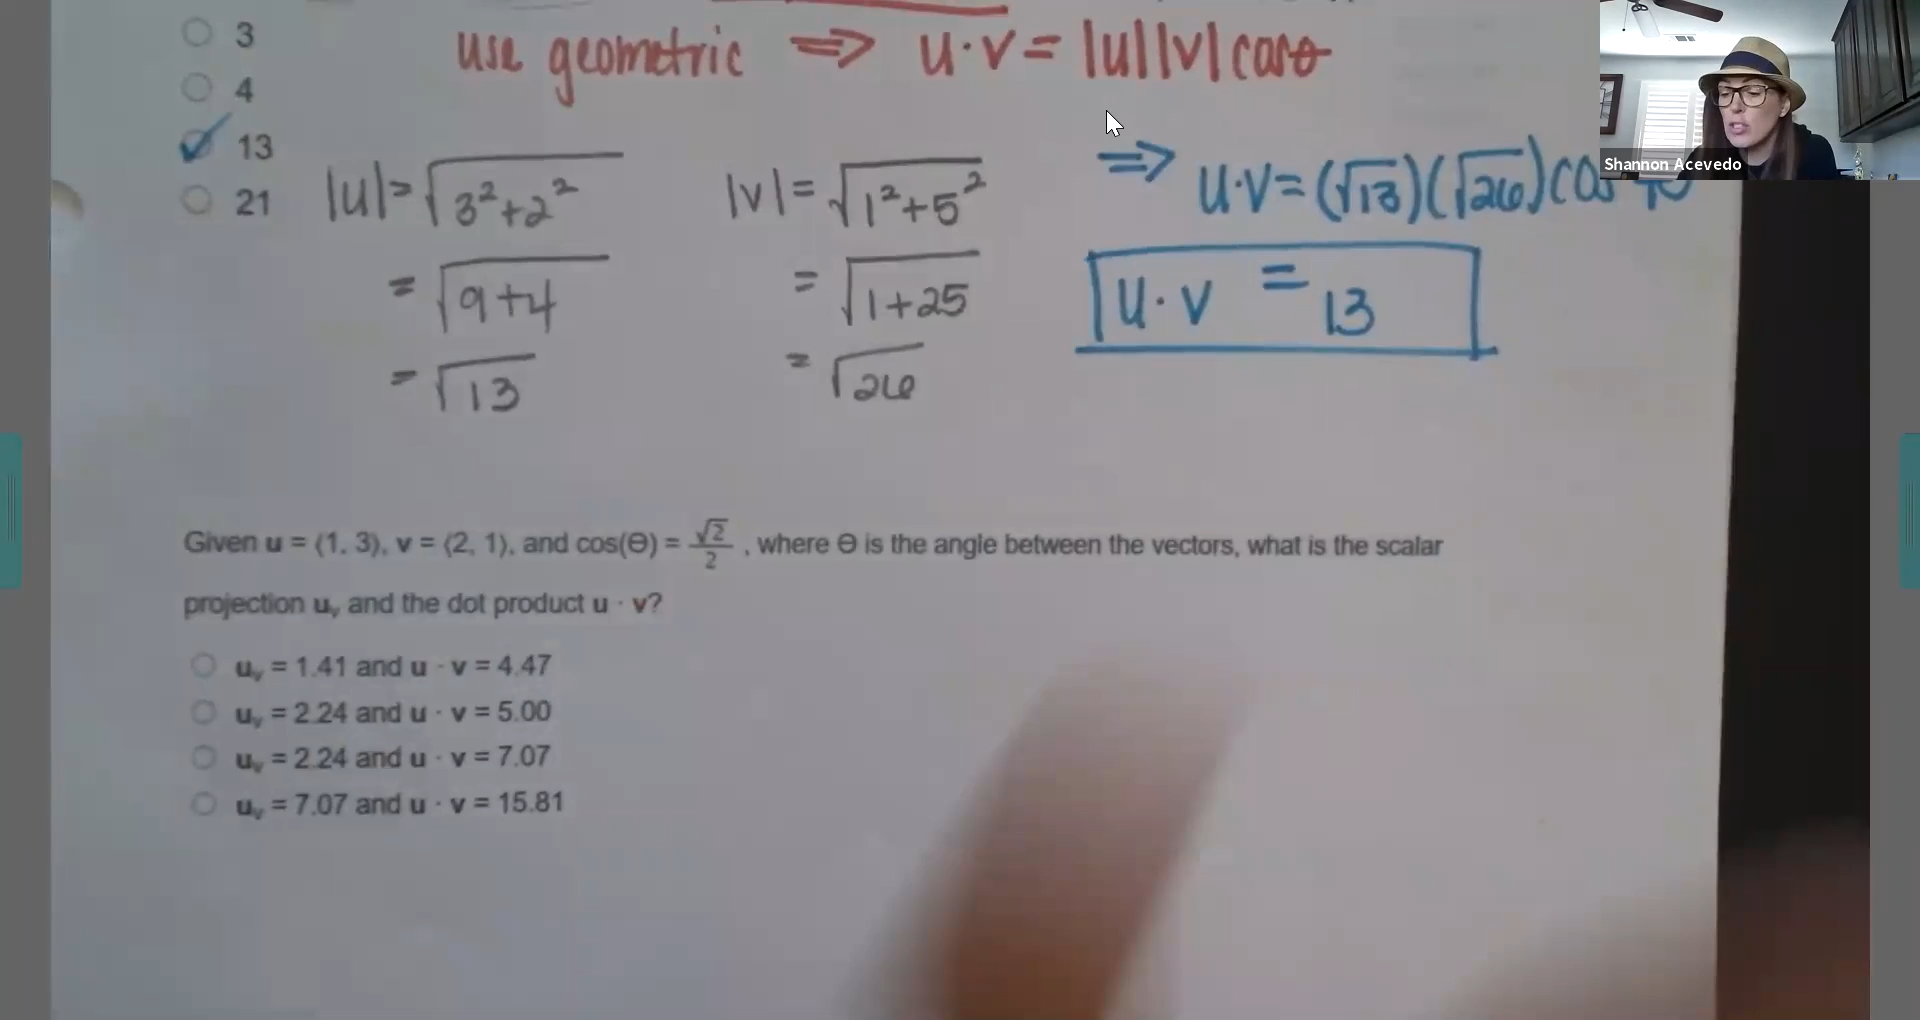 3
use geometric ⇒ u·v = |u||v| cosθ
4
13
21
|u| = √3²+2²
|v| = √1²+5²
⇒ u·v = (√13)(√26) cos
Shannon Acevedo
= √9+4
= √1+25
u·v = 13
= √13
= √26
Given u = ⟨1, 3⟩, v = ⟨2, 1⟩, and cos(Θ) = √2/2 , where Θ is the angle between the vectors, what is the scalar
projection uᵥ and the dot product u · v?
uᵥ = 1.41 and u · v = 4.47
uᵥ = 2.24 and u · v = 5.00
uᵥ = 2.24 and u · v = 7.07
uᵥ = 7.07 and u · v = 15.81